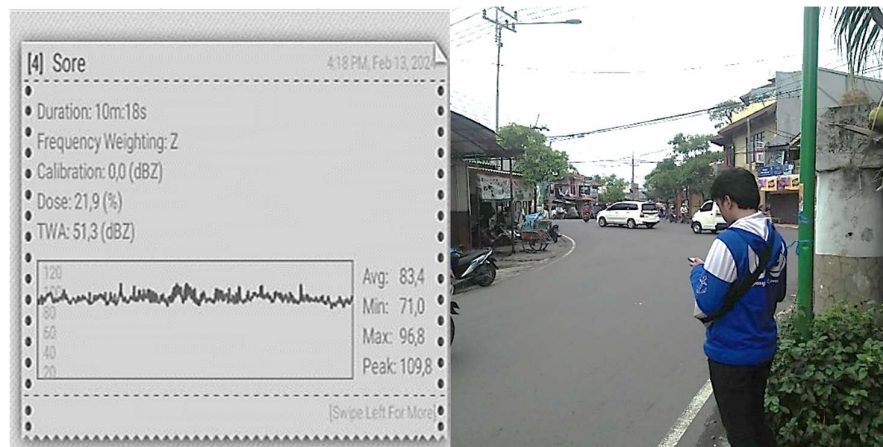 [4] Sore
4:18 PM, Feb 13, 2024
Duration: 10m:18s
Frequency Weighting: Z
Calibration: 0,0 (dBZ)
Dose: 21,9 (%)
TWA: 51,3 (dBZ)
120
100
80
60
40
20
Avg: 83,4
Min: 71,0
Max: 96,8
Peak: 109,8
[Swipe Left For More]